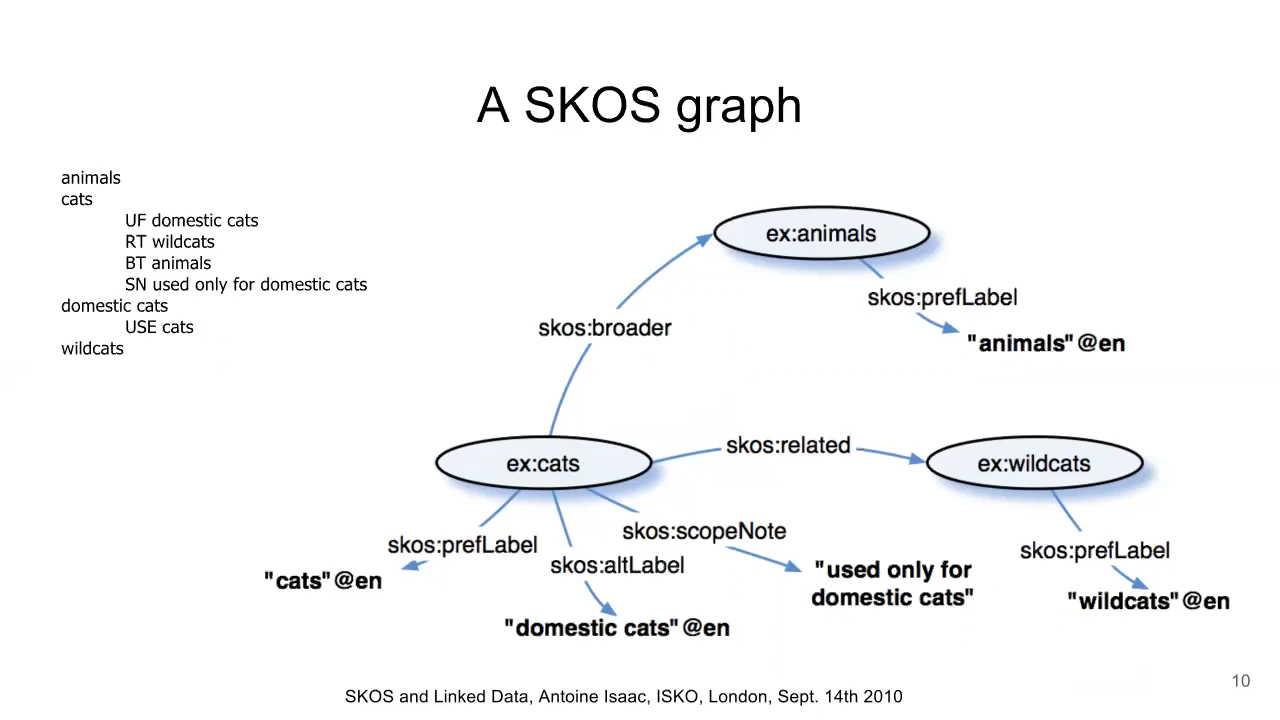 A SKOS graph
animals
cats
UF domestic cats
RT wildcats
BT animals
SN used only for domestic cats
domestic cats
USE cats
wildcats
ex:animals
skos:prefLabel
"animals"@en
skos:broader
ex:cats
skos:related
ex:wildcats
skos:prefLabel
"cats"@en
skos:altLabel
"domestic cats"@en
skos:scopeNote
"used only for
domestic cats"
skos:prefLabel
"wildcats"@en
SKOS and Linked Data, Antoine Isaac, ISKO, London, Sept. 14th 2010
10